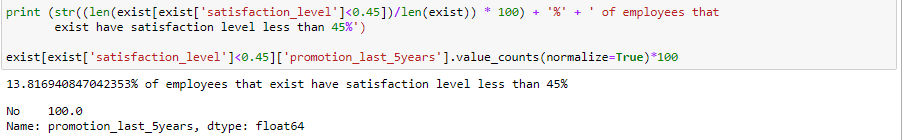 print (str((len(exist[exist['satisfaction_level']<0.45])/len(exist)) * 100) + '%' + ' of employees that
exist have satisfaction level less than 45%')
exist[exist['satisfaction_level']<0.45]['promotion_last_5years'].value_counts(normalize=True)*100
13.816940847042353% of employees that exist have satisfaction level less than 45%
No    100.0
Name: promotion_last_5years, dtype: float64